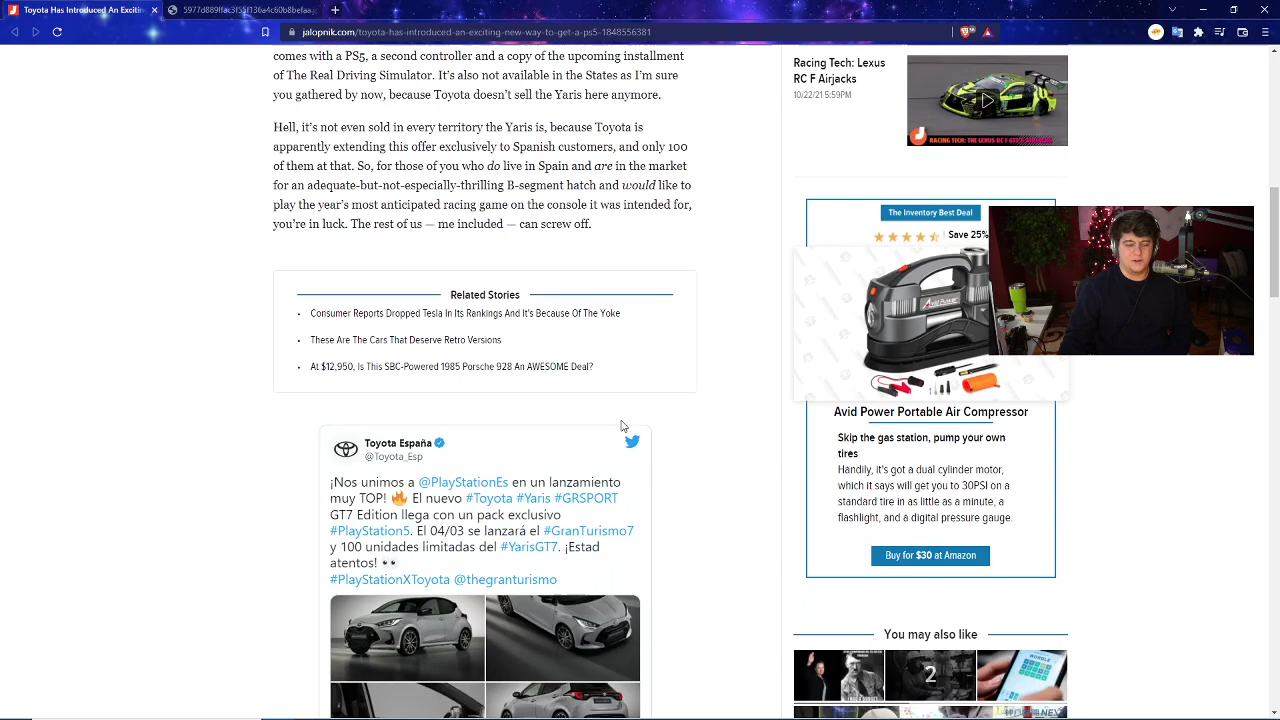 Toyota Has Introduced An Exciti
5977d889ffac3f55f136a4c60b8befaa
jalopnik.com/toyota-has-introduced-an-exciting-new-way-to-get-a-ps5-1848556381
comes with a PS5, a second controller and a copy of the upcoming installment
of The Real Driving Simulator. It's also not available in the States as I'm sure
you guessed by now, because Toyota doesn't sell the Yaris here anymore.
Hell, it's not even sold in every territory the Yaris is, because Toyota is
extending this offer exclusively to Spanish customers, and only 100
of them at that. So, for those of you who do live in Spain and are in the market
for an adequate-but-not-especially-thrilling B-segment hatch and would like to
play the year's most anticipated racing game on the console it was intended for,
you're in luck. The rest of us — me included — can screw off.
Related Stories
• Consumer Reports Dropped Tesla In Its Rankings And It's Because Of The Yoke
• These Are The Cars That Deserve Retro Versions
• At $12,950, Is This SBC-Powered 1985 Porsche 928 An AWESOME Deal?
Toyota España
@Toyota_Esp
¡Nos unimos a @PlayStationEs en un lanzamiento
muy TOP! 🔥 El nuevo #Toyota #Yaris #GRSPORT
GT7 Edition llega con un pack exclusivo
#PlayStation5. El 04/03 se lanzará el #GranTurismo7
y 100 unidades limitadas del #YarisGT7. ¡Estad
atentos! 👀
#PlayStationXToyota @thegranturismo
Racing Tech: Lexus
RC F Airjacks
10/22/21 5:59PM
RACING TECH: THE LEXUS RC F GT3'S AIRJACKS
The Inventory Best Deal
Save 25%
Avid Power
Avid Power Portable Air Compressor
Skip the gas station, pump your own
tires
Handily, it's got a dual cylinder motor,
which it says will get you to 30PSI on a
standard tire in as little as a minute, a
flashlight, and a digital pressure gauge.
Buy for $30 at Amazon
You may also like
2
WORDLE